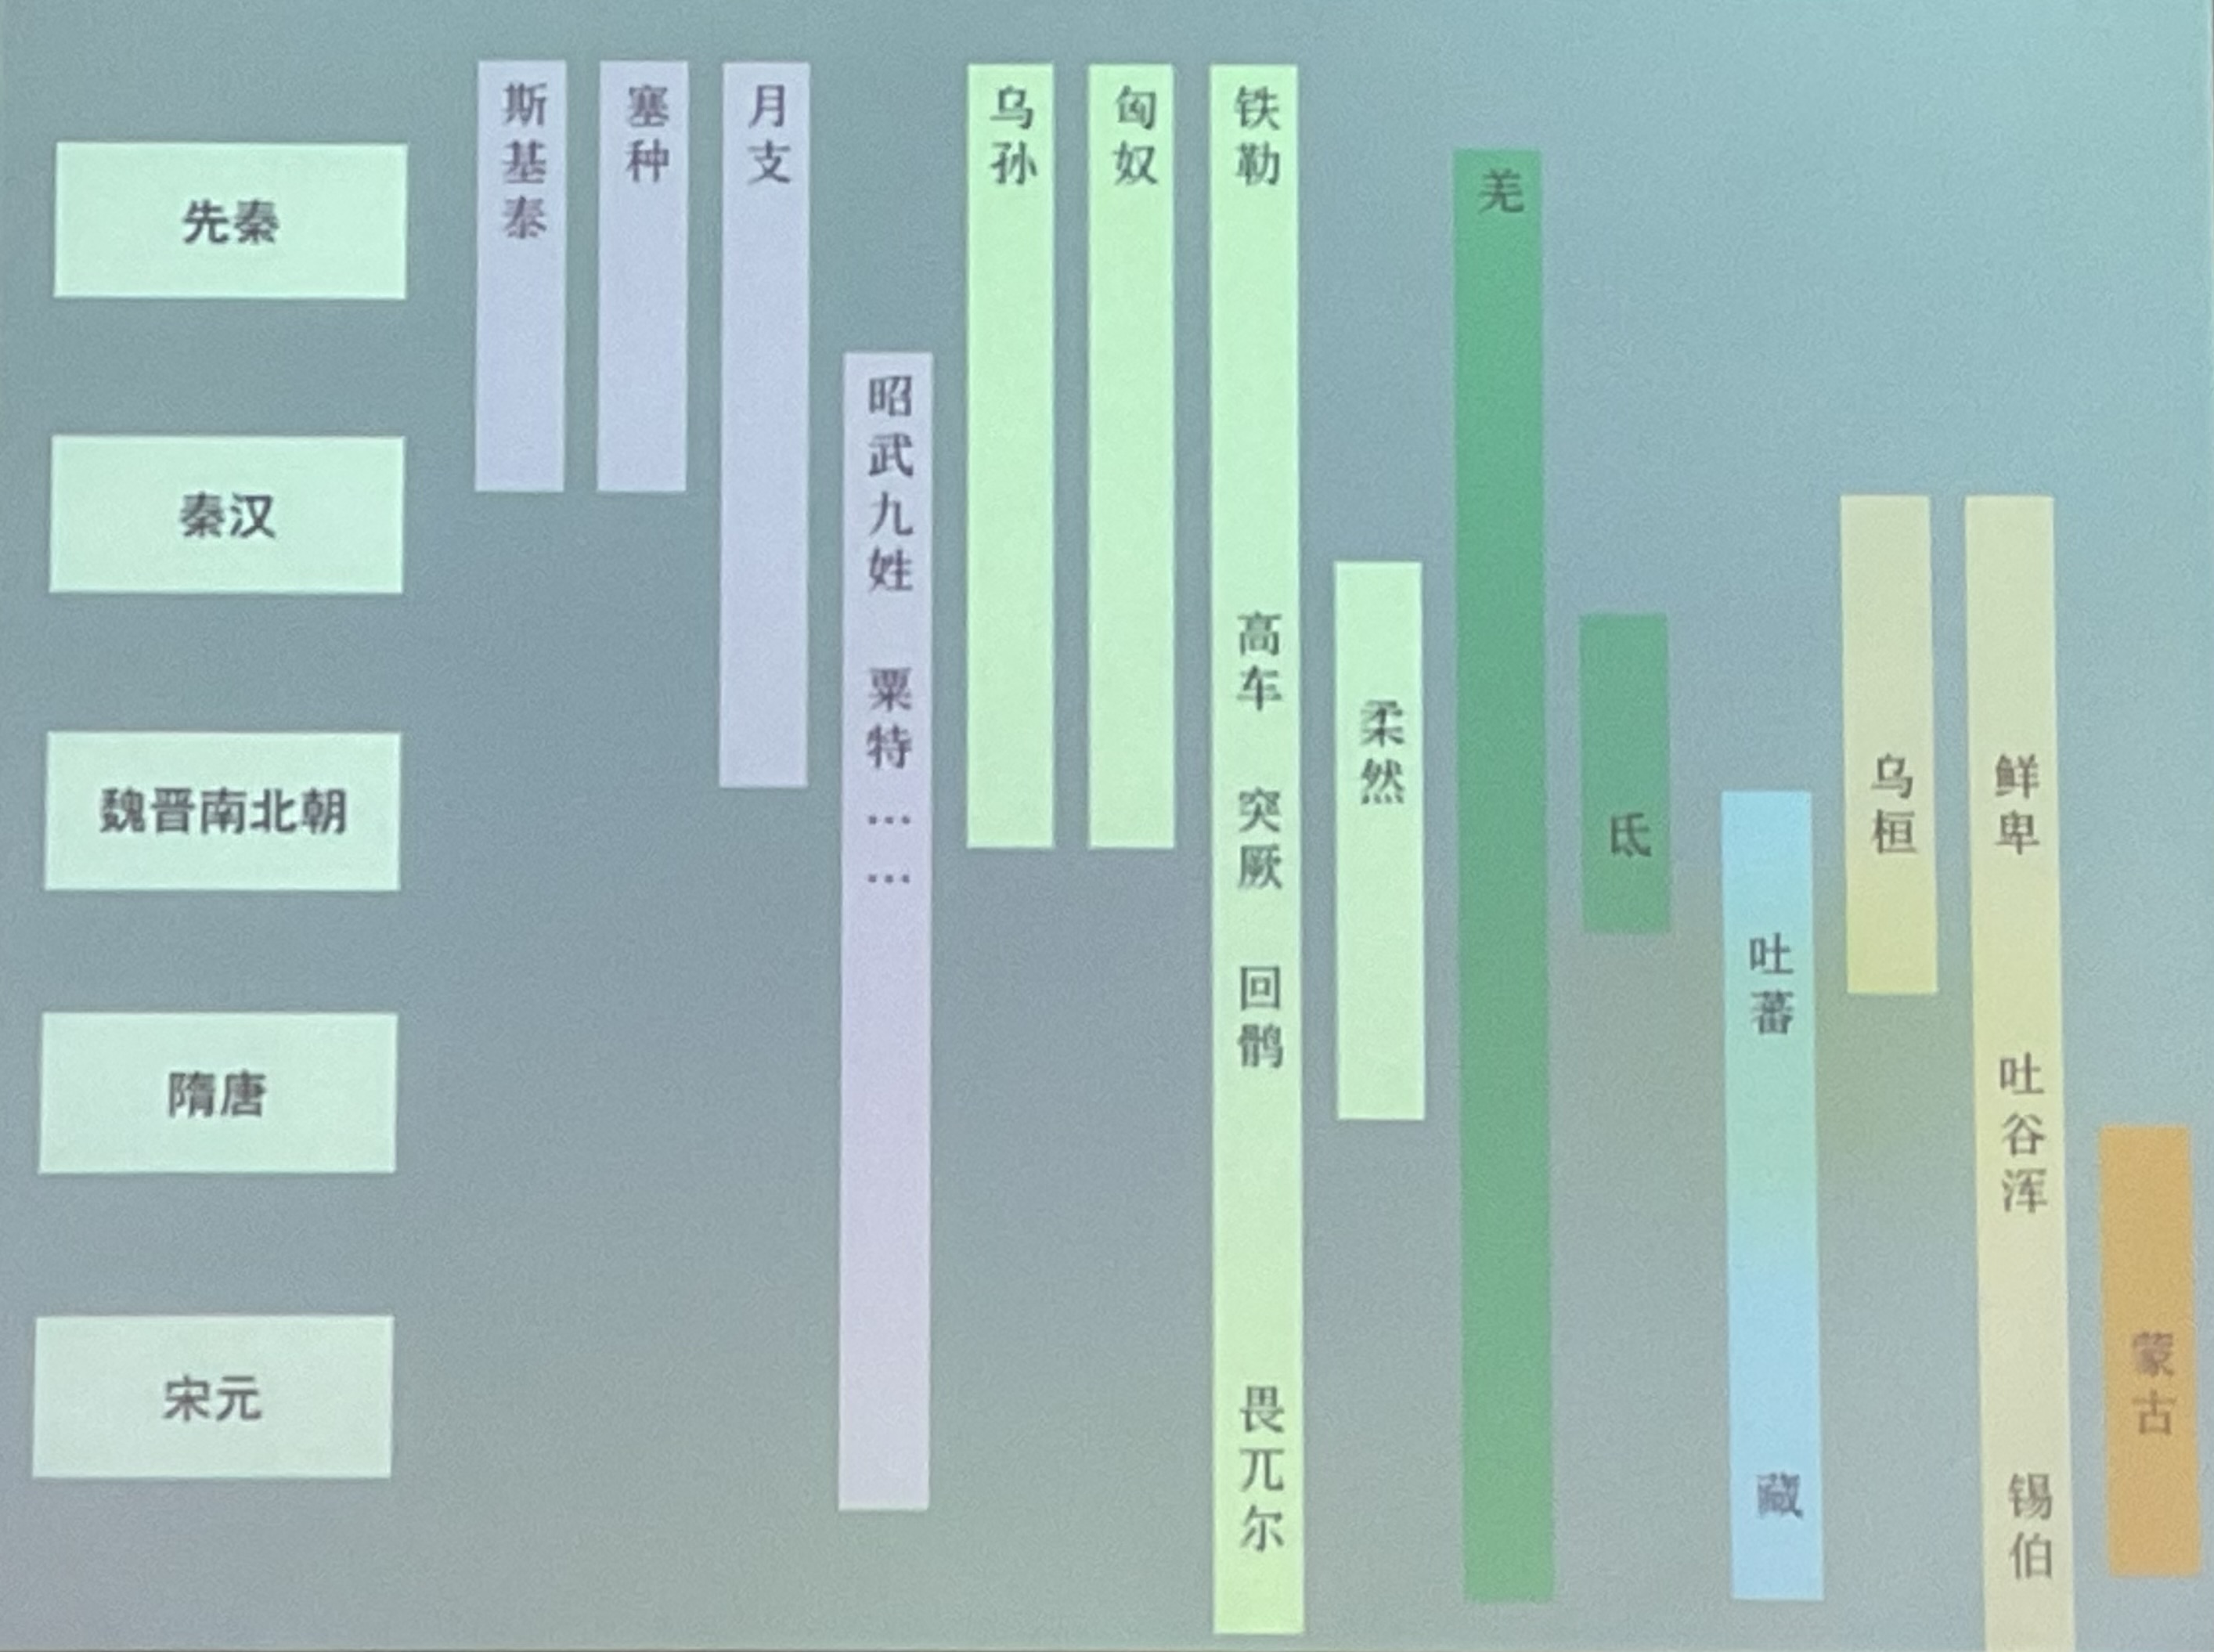 先秦
秦汉
魏晋南北朝
隋唐
宋元
斯基泰
塞种
月支
昭武九姓 粟特 ……
乌孙
匈奴
铁勒 高车 突厥 回鹘 畏兀尔
柔然
羌
氐
吐蕃 藏
乌桓
鲜卑 吐谷浑 锡伯
蒙古